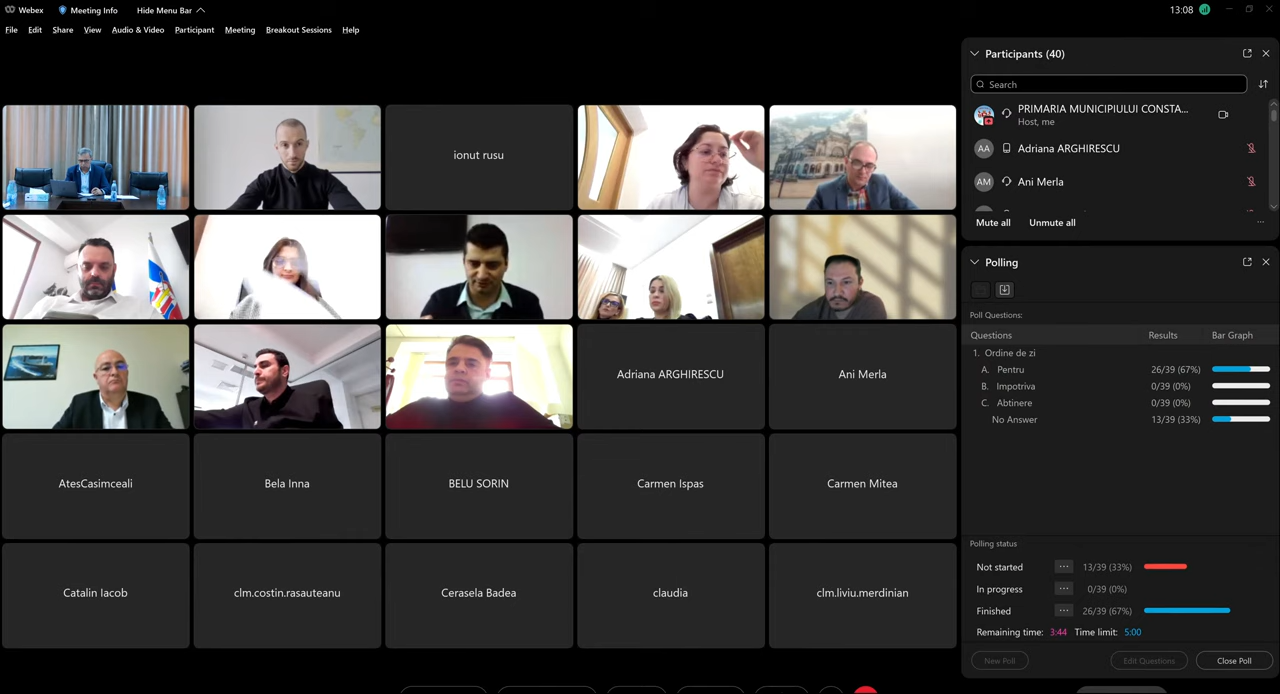 Webex
Meeting Info
Hide Menu Bar
13:08
File Edit Share View Audio & Video Participant Meeting Breakout Sessions Help
ionut rusu
Adriana ARGHIRESCU
Ani Merla
AtesCasimceali
Bela Inna
BELU SORIN
Carmen Ispas
Carmen Mitea
Catalin Iacob
clm.costin.rasauteanu
Cerasela Badea
claudia
clm.liviu.merdinian
Participants (40)
Search
PRIMARIA MUNICIPIULUI CONSTA...
Host, me
AA Adriana ARGHIRESCU
AM Ani Merla
Mute all Unmute all ...
Polling
Poll Questions:
Questions Results Bar Graph
1. Ordine de zi
A. Pentru 26/39 (67%)
B. Impotriva 0/39 (0%)
C. Abtinere 0/39 (0%)
No Answer 13/39 (33%)
Polling status
Not started ... 13/39 (33%)
In progress ... 0/39 (0%)
Finished ... 26/39 (67%)
Remaining time: 3:44 Time limit: 5:00
New Poll Edit Questions Close Poll